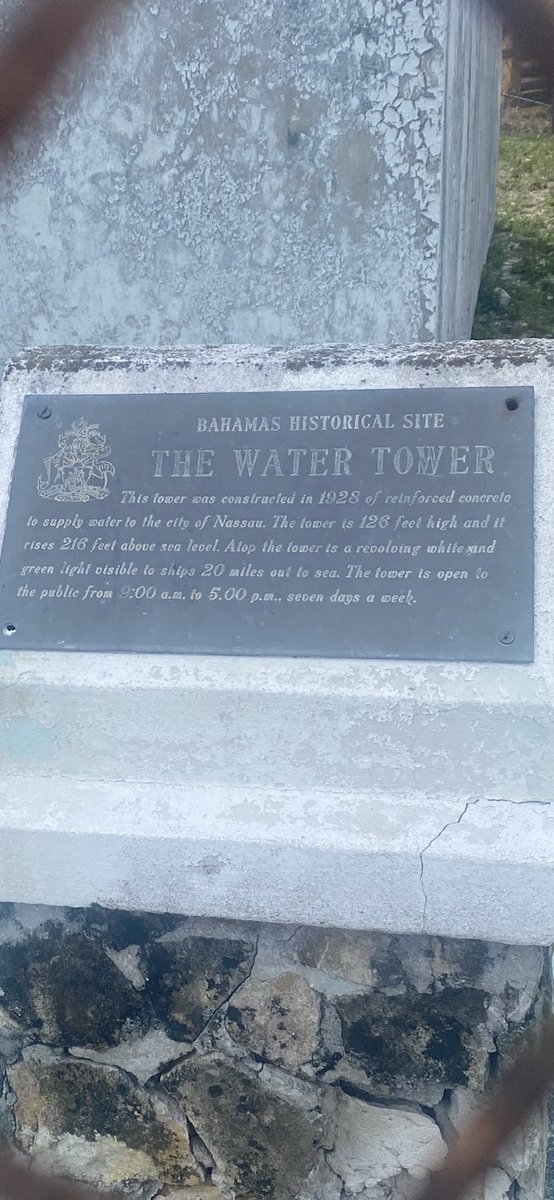 BAHAMAS HISTORICAL SITE
THE WATER TOWER
This tower was constructed in 1928 of reinforced concrete
to supply water to the city of Nassau. The tower is 126 feet high and it
rises 216 feet above sea level. Atop the tower is a revolving white and
green light visible to ships 20 miles out to sea. The tower is open to
the public from 9:00 a.m. to 5.00 p.m.. seven days a week.